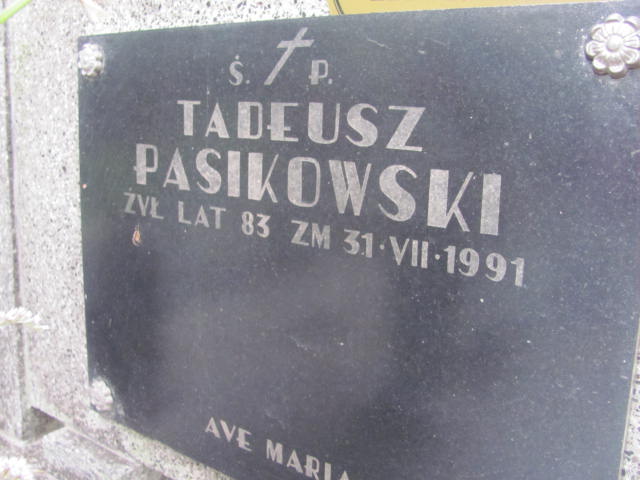 Ś. P.
TADEUSZ
PASIKOWSKI
ŻYŁ LAT 83 ZM 31·VII·1991
AVE MARIA